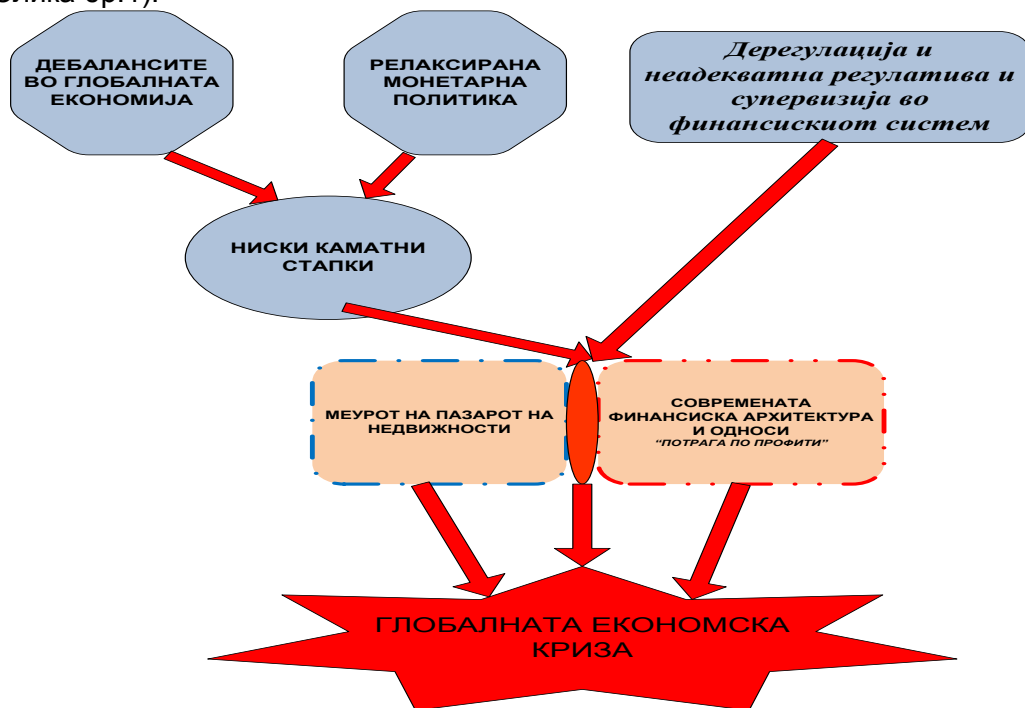 ДЕБАЛАНСИТЕ
ВО ГЛОБАЛНАТА
ЕКОНОМИЈА
РЕЛАКСИРАНА
МОНЕТАРНА
ПОЛИТИКА
Дерегулација и
неадекватна регулатива и
супервизија во
финансискиот систем
НИСКИ КАМАТНИ
СТАПКИ
МЕУРОТ НА ПАЗАРОТ НА
НЕДВИЖНОСТИ
СОВРЕМЕНАТА
ФИНАНСИСКА АРХИТЕКТУРА
И ОДНОСИ
“ПОТРАГА ПО ПРОФИТИ”
ГЛОБАЛНАТА ЕКОНОМСКА
КРИЗА